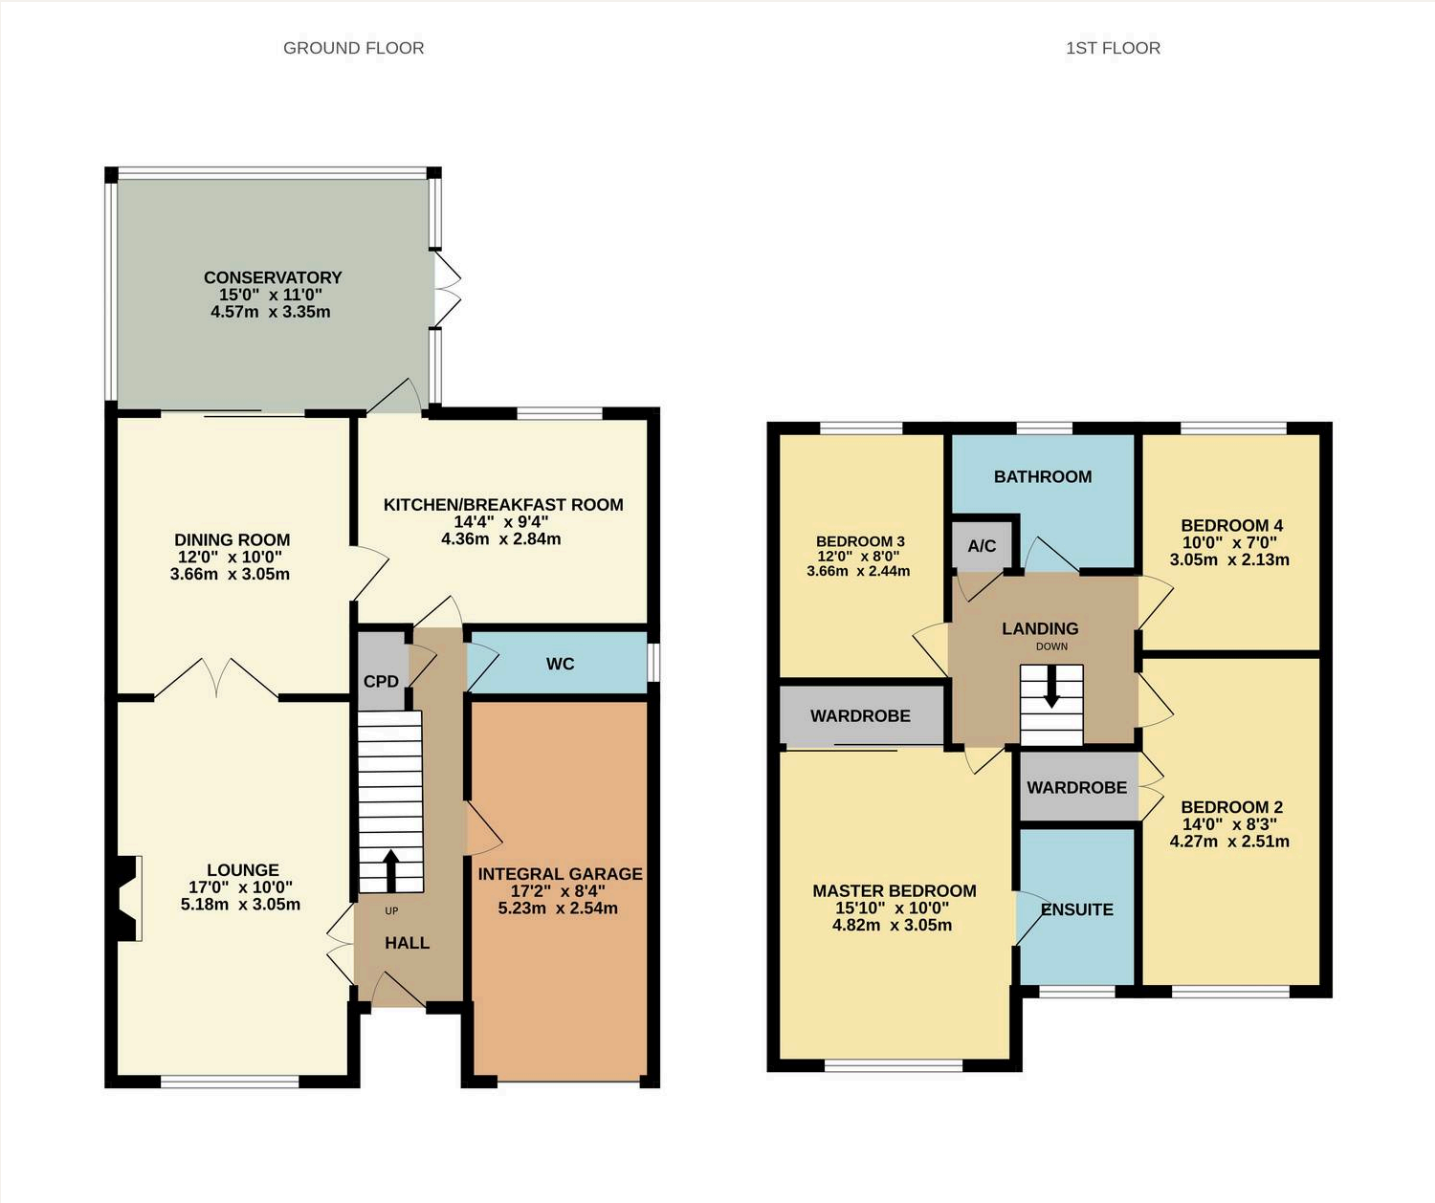 GROUND FLOOR
1ST FLOOR
CONSERVATORY
15'0" x 11'0"
4.57m x 3.35m
DINING ROOM
12'0" x 10'0"
3.66m x 3.05m
KITCHEN/BREAKFAST ROOM
14'4" x 9'4"
4.36m x 2.84m
CPD
WC
LOUNGE
17'0" x 10'0"
5.18m x 3.05m
UP
HALL
INTEGRAL GARAGE
17'2" x 8'4"
5.23m x 2.54m
BEDROOM 3
12'0" x 8'0"
3.66m x 2.44m
BATHROOM
A/C
BEDROOM 4
10'0" x 7'0"
3.05m x 2.13m
LANDING
DOWN
WARDROBE
WARDROBE
BEDROOM 2
14'0" x 8'3"
4.27m x 2.51m
MASTER BEDROOM
15'10" x 10'0"
4.82m x 3.05m
ENSUITE